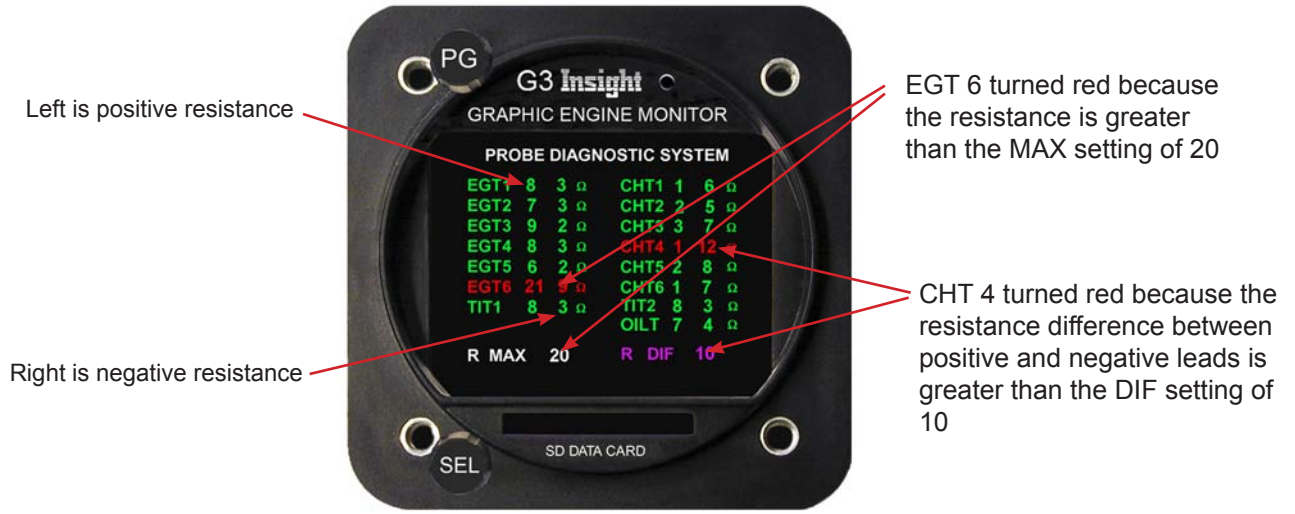 Left is positive resistance
Right is negative resistance
PG
G3 Insight
GRAPHIC ENGINE MONITOR
PROBE DIAGNOSTIC SYSTEM
EGT1 8 3 Ω CHT1 1 6 Ω
EGT2 7 3 Ω CHT2 2 5 Ω
EGT3 9 2 Ω CHT3 3 7 Ω
EGT4 8 3 Ω CHT4 1 12 Ω
EGT5 6 2 Ω CHT5 2 8 Ω
EGT6 21 9 Ω CHT6 1 7 Ω
TIT1 8 3 Ω TIT2 8 3 Ω
OILT 7 4 Ω
R MAX 20 R DIF 10
SD DATA CARD
SEL
EGT 6 turned red because
the resistance is greater
than the MAX setting of 20
CHT 4 turned red because the
resistance difference between
positive and negative leads is
greater than the DIF setting of
10